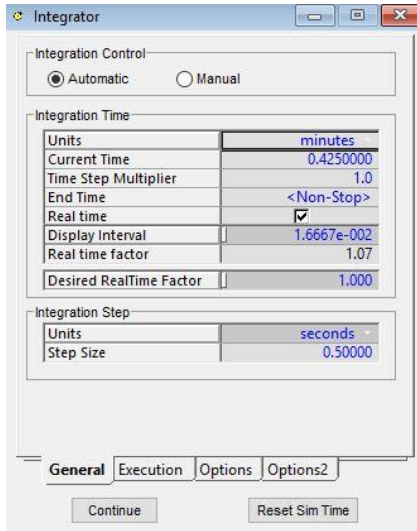 Integrator
Integration Control
Automatic Manual
Integration Time
Units minutes
Current Time 0.4250000
Time Step Multiplier 1.0
End Time <Non-Stop>
Real time
Display Interval 1.6667e-002
Real time factor 1.07
Desired RealTime Factor 1.000
Integration Step
Units seconds
Step Size 0.50000
General Execution Options Options2
Continue Reset Sim Time